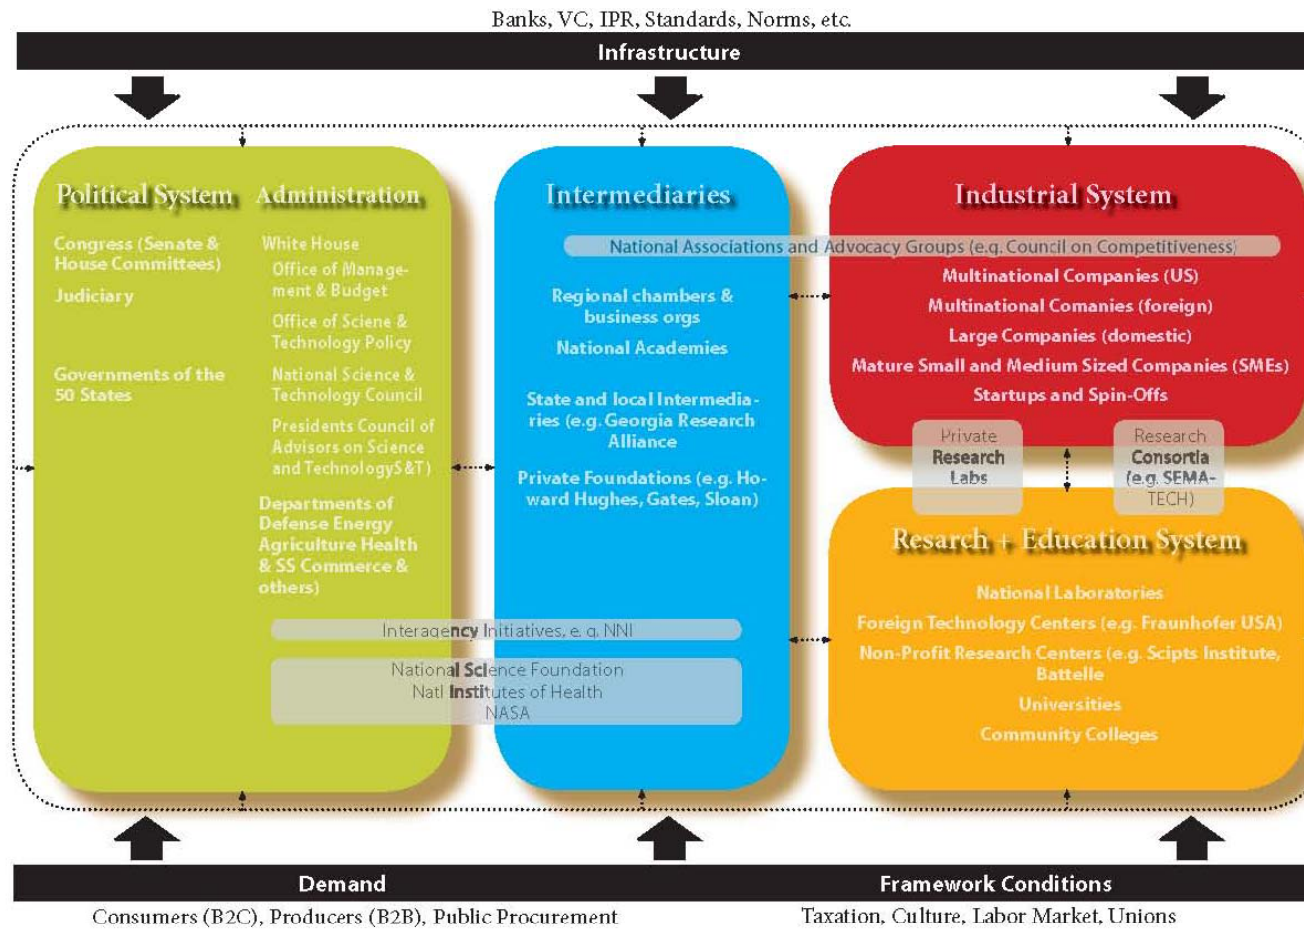 Banks, VC, IPR, Standards, Norms, etc.
Infrastructure
Political System
Congress (Senate &
House Committees)
Judiciary
Governments of the
50 States
Administration
White House
Office of Manage-
ment & Budget
Office of Sciene &
Technology Policy
National Science &
Technology Council
Presidents Council of
Advisors on Science
and TechnologyS&T)
Departments of
Defense Energy
Agriculture Health
& SS Commerce &
others)
Interagency Initiatives, e. q. NNI
National Science Foundation
Natl Institutes of Health
NASA
Intermediaries
National Associations and Advocacy Groups (e.g. Council on Competitiveness)
Regional chambers &
business orgs
National Academies
State and local Intermedia-
ries (e.g. Georgia Research
Alliance
Private Foundations (e.g. Ho-
ward Hughes, Gates, Sloan)
Industrial System
Multinational Companies (US)
Multinational Comanies (foreign)
Large Companies (domestic)
Mature Small and Medium Sized Companies (SMEs)
Startups and Spin-Offs
Private
Research
Labs
Research
Consortia
(e.g. SEMA-
TECH)
Resarch + Education System
National Laboratories
Foreign Technology Centers (e.g. Fraunhofer USA)
Non-Profit Research Centers (e.g. Scipts Institute,
Battelle
Universities
Community Colleges
Demand
Consumers (B2C), Producers (B2B), Public Procurement
Framework Conditions
Taxation, Culture, Labor Market, Unions